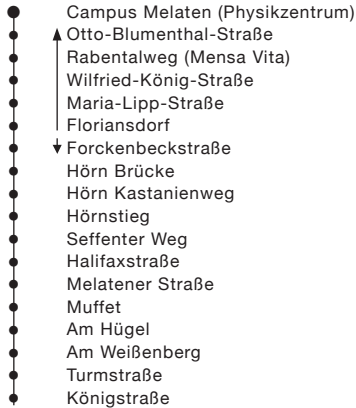 Campus Melaten (Physikzentrum)
Otto-Blumenthal-Straße
Rabentalweg (Mensa Vita)
Wilfried-König-Straße
Maria-Lipp-Straße
Floriansdorf
Forckenbeckstraße
Hörn Brücke
Hörn Kastanienweg
Hörnstieg
Seffenter Weg
Halifaxstraße
Melatener Straße
Muffet
Am Hügel
Am Weißenberg
Turmstraße
Königstraße